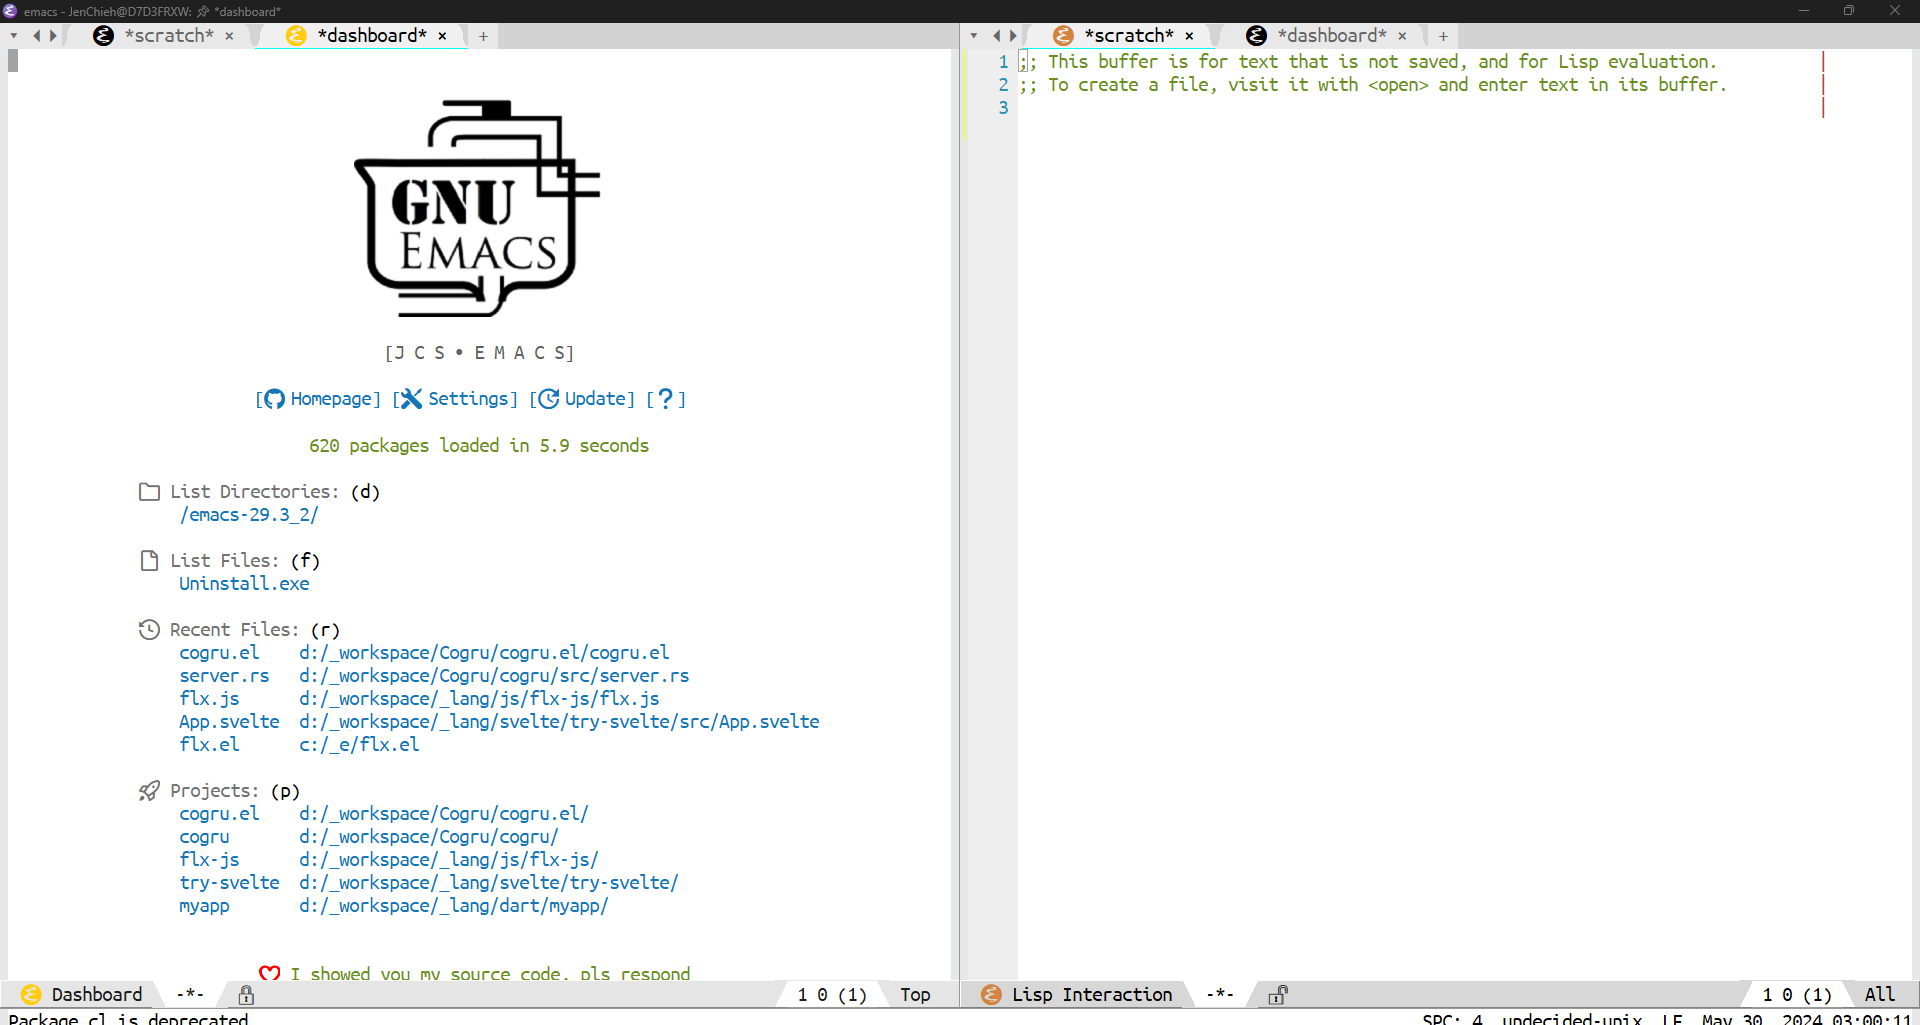 emacs - JenChieh@D7D3FRXW: *dashboard*
*scratch* × *dashboard* × +
GNU
EMACS
[J C S • E M A C S]
[Homepage] [Settings] [Update] [?]
620 packages loaded in 5.9 seconds
List Directories: (d)
/emacs-29.3_2/
List Files: (f)
Uninstall.exe
Recent Files: (r)
cogru.el d:/_workspace/Cogru/cogru.el/cogru.el
server.rs d:/_workspace/Cogru/cogru/src/server.rs
flx.js d:/_workspace/_lang/js/flx-js/flx.js
App.svelte d:/_workspace/_lang/svelte/try-svelte/src/App.svelte
flx.el c:/_e/flx.el
Projects: (p)
cogru.el d:/_workspace/Cogru/cogru.el/
cogru d:/_workspace/Cogru/cogru/
flx-js d:/_workspace/_lang/js/flx-js/
try-svelte d:/_workspace/_lang/svelte/try-svelte/
myapp d:/_workspace/_lang/dart/myapp/
I showed you my source code, pls respond
Dashboard -*- 1 0 (1) Top
*scratch* × *dashboard* × +
1 ;; This buffer is for text that is not saved, and for Lisp evaluation.
2 ;; To create a file, visit it with <open> and enter text in its buffer.
3
Lisp Interaction -*- 1 0 (1) All
Package cl is deprecated
SPC: 4 undecided-unix LF May 30, 2024 03:00:11